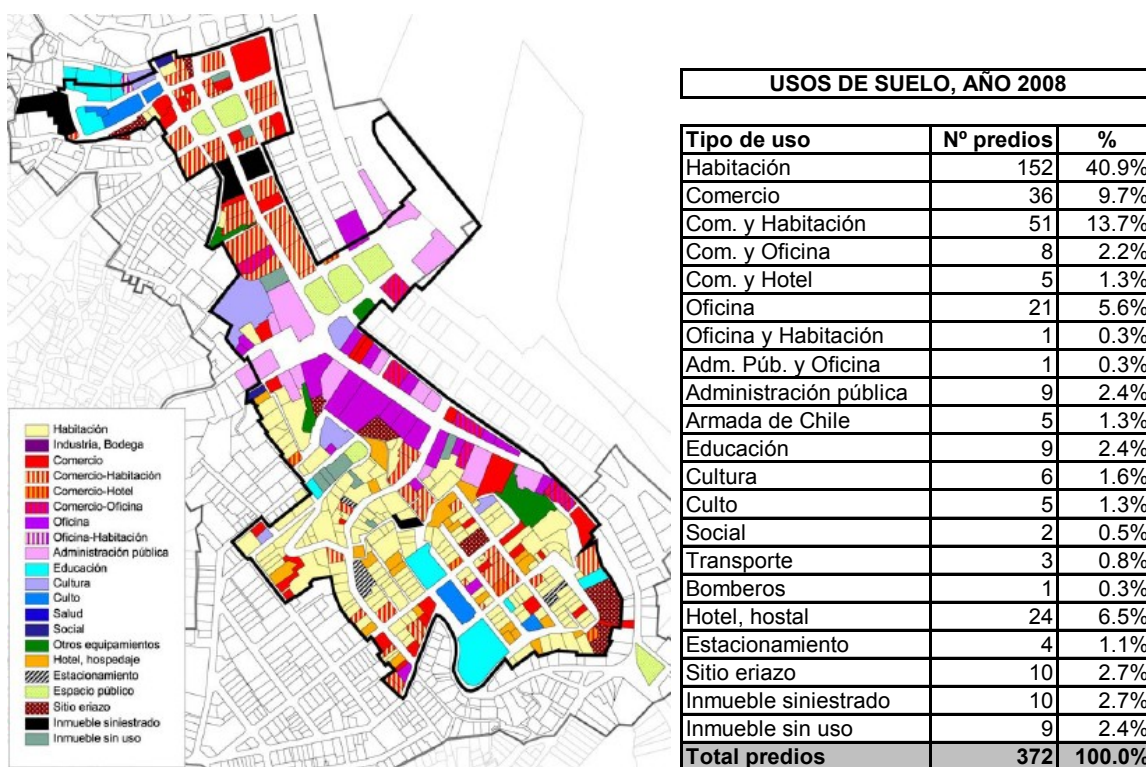 USOS DE SUELO, AÑO 2008
Tipo de uso Nº predios %
Habitación 152 40.9%
Comercio 36 9.7%
Com. y Habitación 51 13.7%
Com. y Oficina 8 2.2%
Com. y Hotel 5 1.3%
Oficina 21 5.6%
Oficina y Habitación 1 0.3%
Adm. Púb. y Oficina 1 0.3%
Administración pública 9 2.4%
Armada de Chile 5 1.3%
Educación 9 2.4%
Cultura 6 1.6%
Culto 5 1.3%
Social 2 0.5%
Transporte 3 0.8%
Bomberos 1 0.3%
Hotel, hostal 24 6.5%
Estacionamiento 4 1.1%
Sitio eriazo 10 2.7%
Inmueble siniestrado 10 2.7%
Inmueble sin uso 9 2.4%
Total predios 372 100.0%
Habitación
Industria, Bodega
Comercio
Comercio-Habitación
Comercio-Hotel
Comercio-Oficina
Oficina
Oficina-Habitación
Administración pública
Educación
Cultura
Culto
Salud
Social
Otros equipamientos
Hotel, hospedaje
Estacionamiento
Espacio público
Sitio eriazo
Inmueble siniestrado
Inmueble sin uso